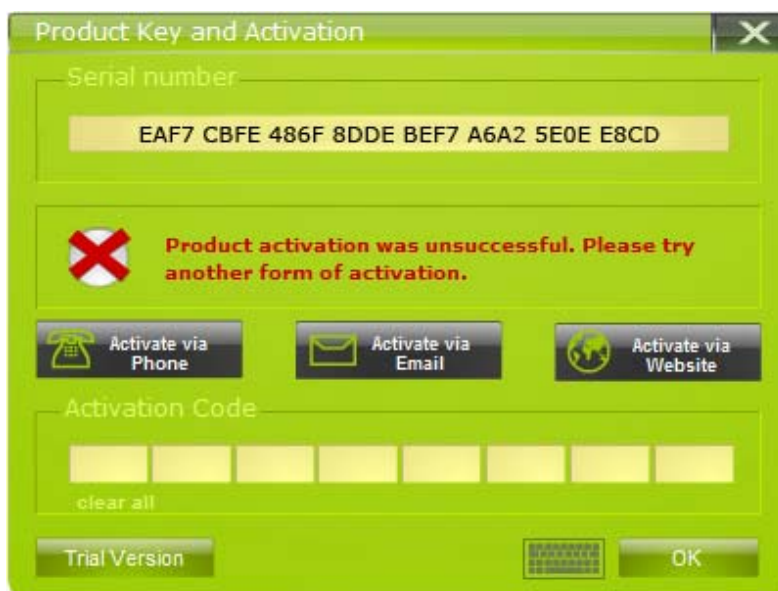 Product Key and Activation
Serial number
EAF7 CBFE 486F 8DDE BEF7 A6A2 5E0E E8CD
Product activation was unsuccessful. Please try
another form of activation.
Activate via
Phone
Activate via
Email
Activate via
Website
Activation Code
clear all
Trial Version
OK